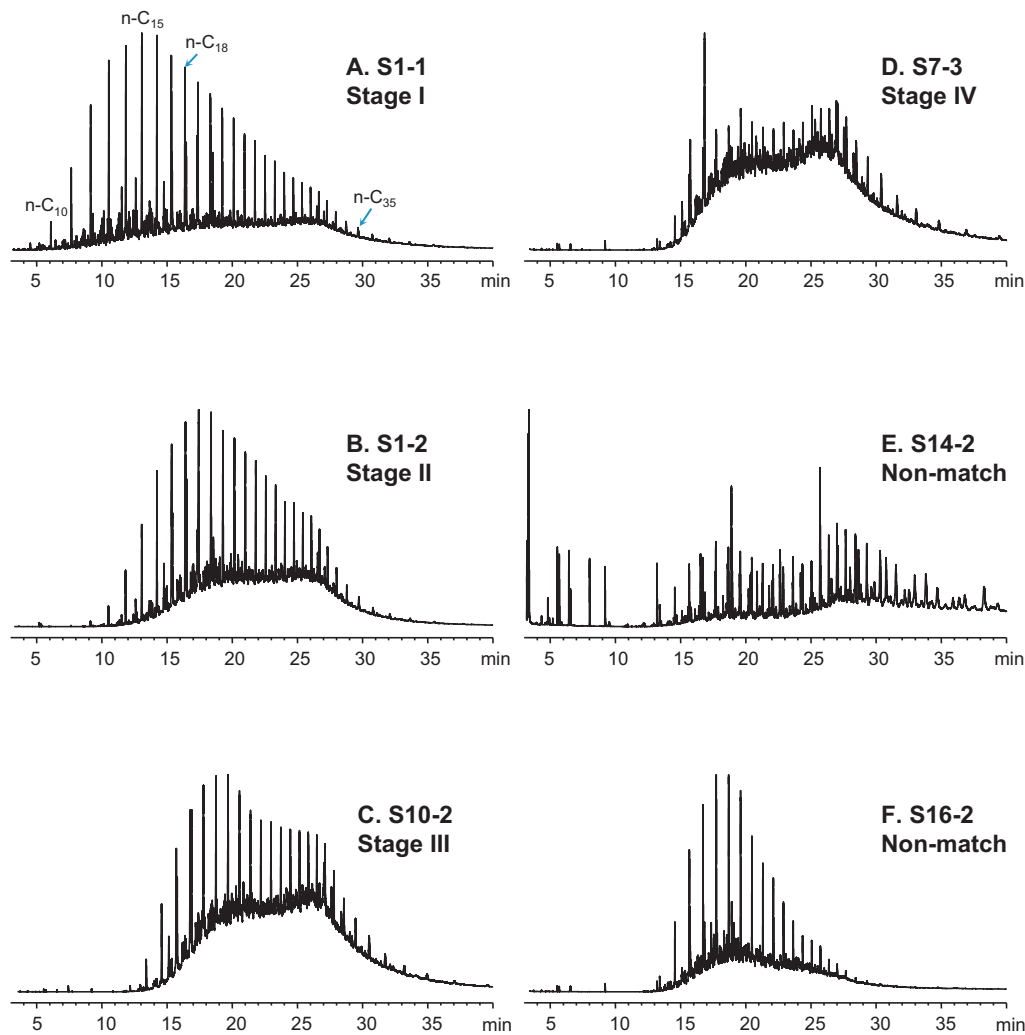 n-C₁₅
n-C₁₈
n-C₁₀
n-C₃₅
A. S1-1
Stage I
5 10 15 20 25 30 35 min
D. S7-3
Stage IV
5 10 15 20 25 30 35 min
B. S1-2
Stage II
5 10 15 20 25 30 35 min
E. S14-2
Non-match
5 10 15 20 25 30 35 min
C. S10-2
Stage III
5 10 15 20 25 30 35 min
F. S16-2
Non-match
5 10 15 20 25 30 35 min